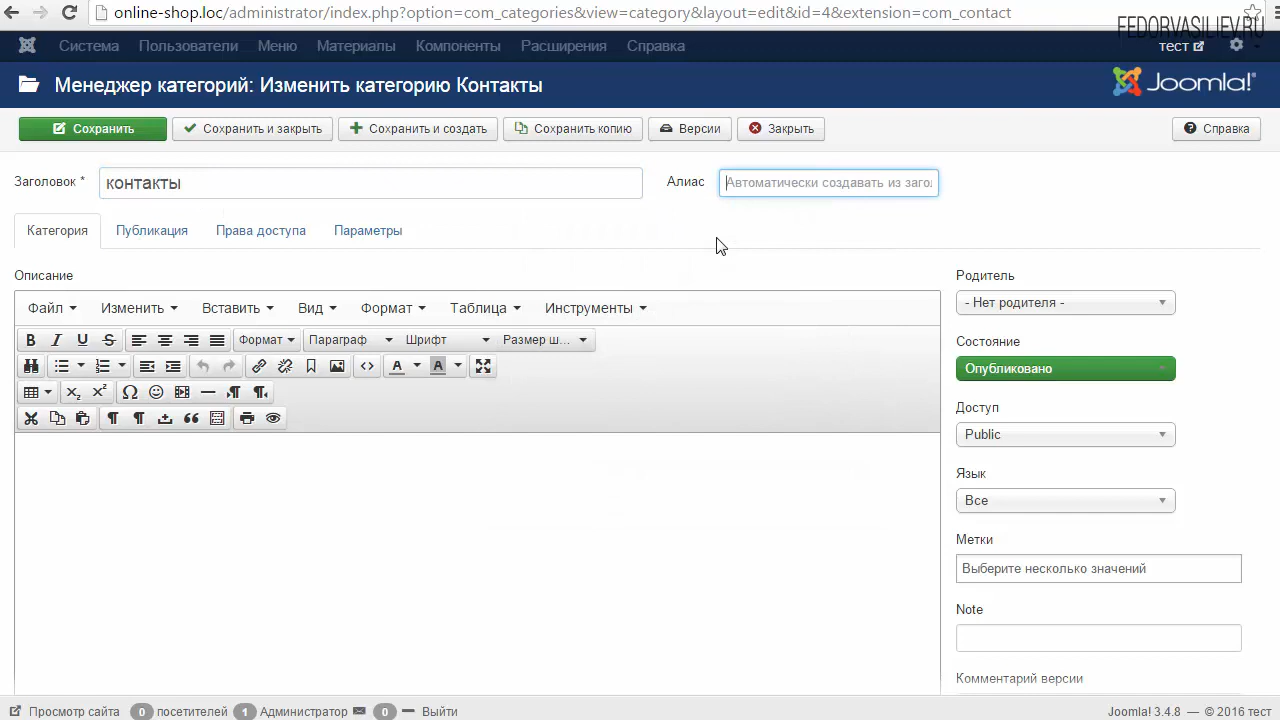 online-shop.loc/administrator/index.php?option=com_categories&view=category&layout=edit&id=4&extension=com_contact
FEDORVASILIEV.RU
Система Пользователи Меню Материалы Компоненты Расширения Справка тест
Менеджер категорий: Изменить категорию Контакты Joomla!
Сохранить Сохранить и закрыть Сохранить и создать Сохранить копию Версии Закрыть Справка
Заголовок * контакты Алиас Автоматически создавать из заго.
Категория Публикация Права доступа Параметры
Описание
Файл Изменить Вставить Вид Формат Таблица Инструменты
Формат Параграф Шрифт Размер ш...
Родитель
- Нет родителя -
Состояние
Опубликовано
Доступ
Public
Язык
Все
Метки
Выберите несколько значений
Note
Комментарий версии
Просмотр сайта 0 посетителей 1 Администратор 0 Выйти Joomla! 3.4.8 — © 2016 тест